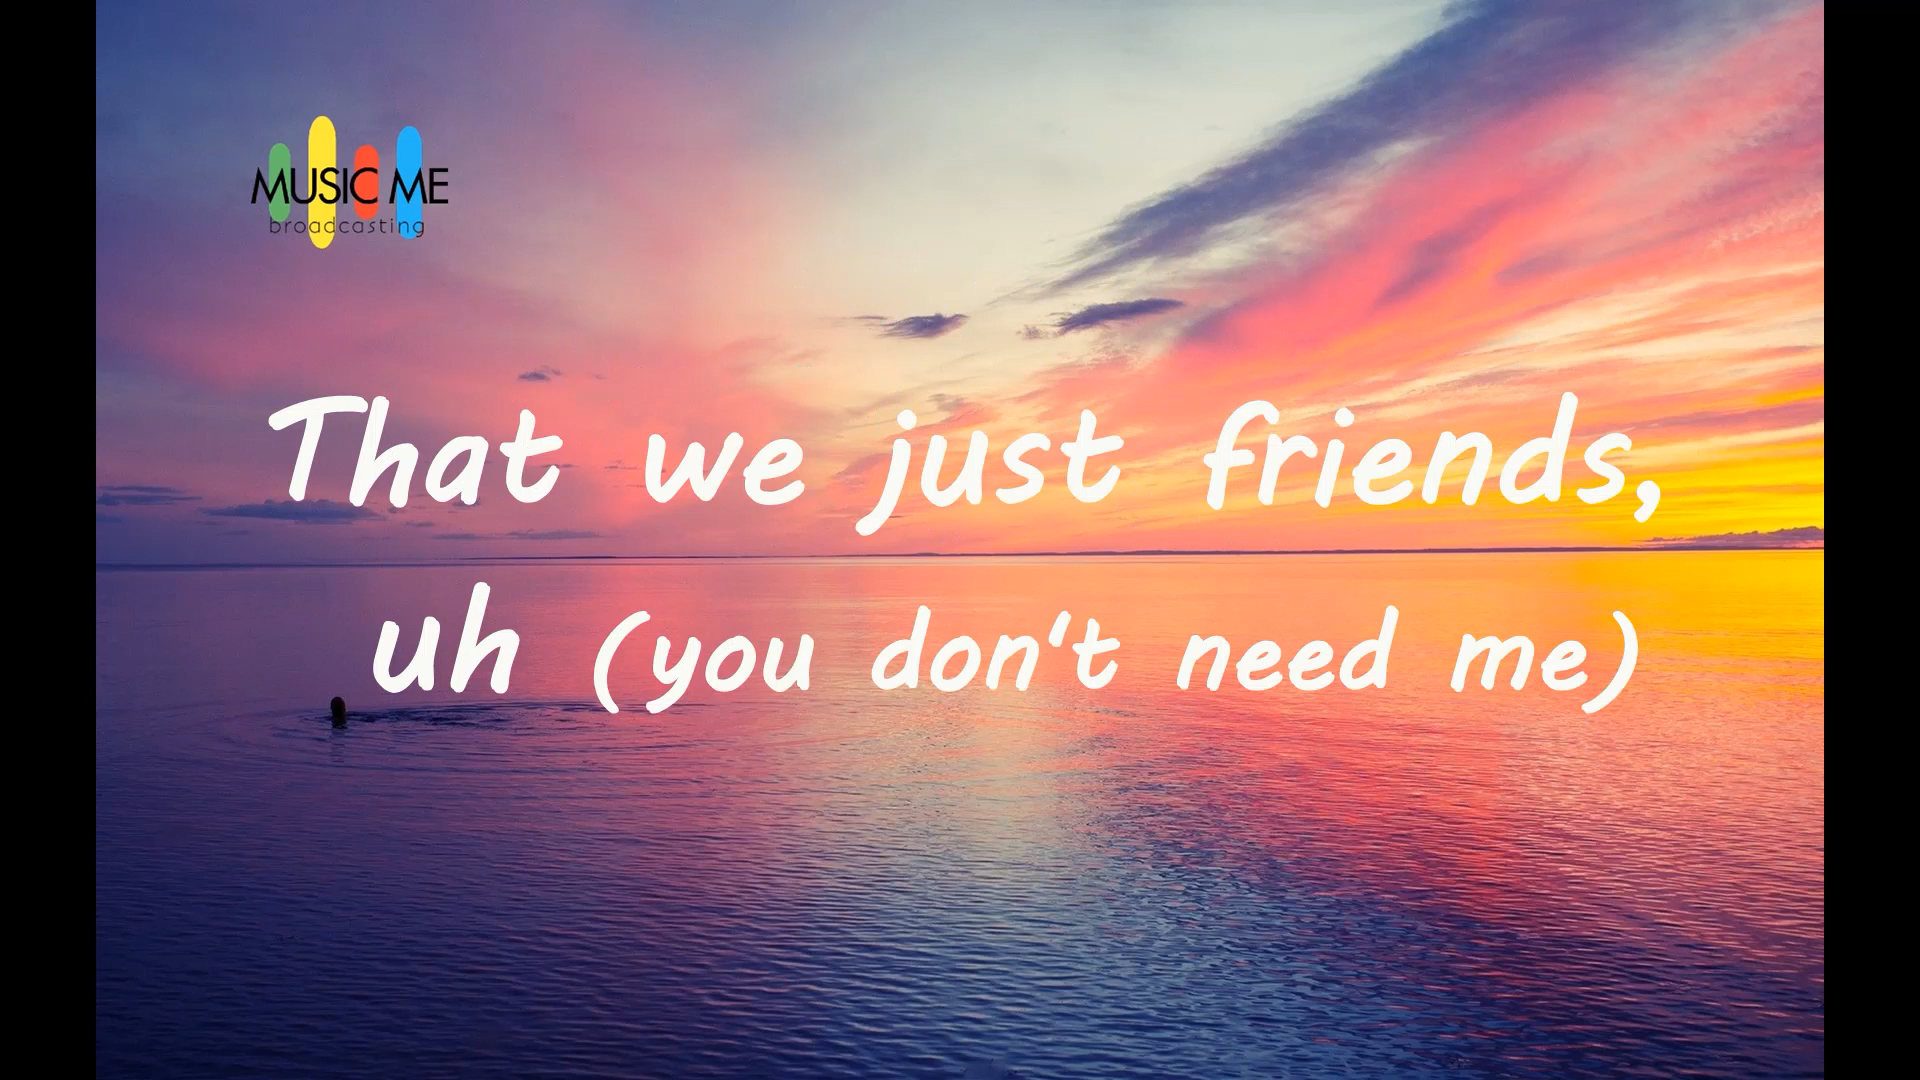 MUSIC ME
broadcasting
That we just friends,
uh (you don't need me)